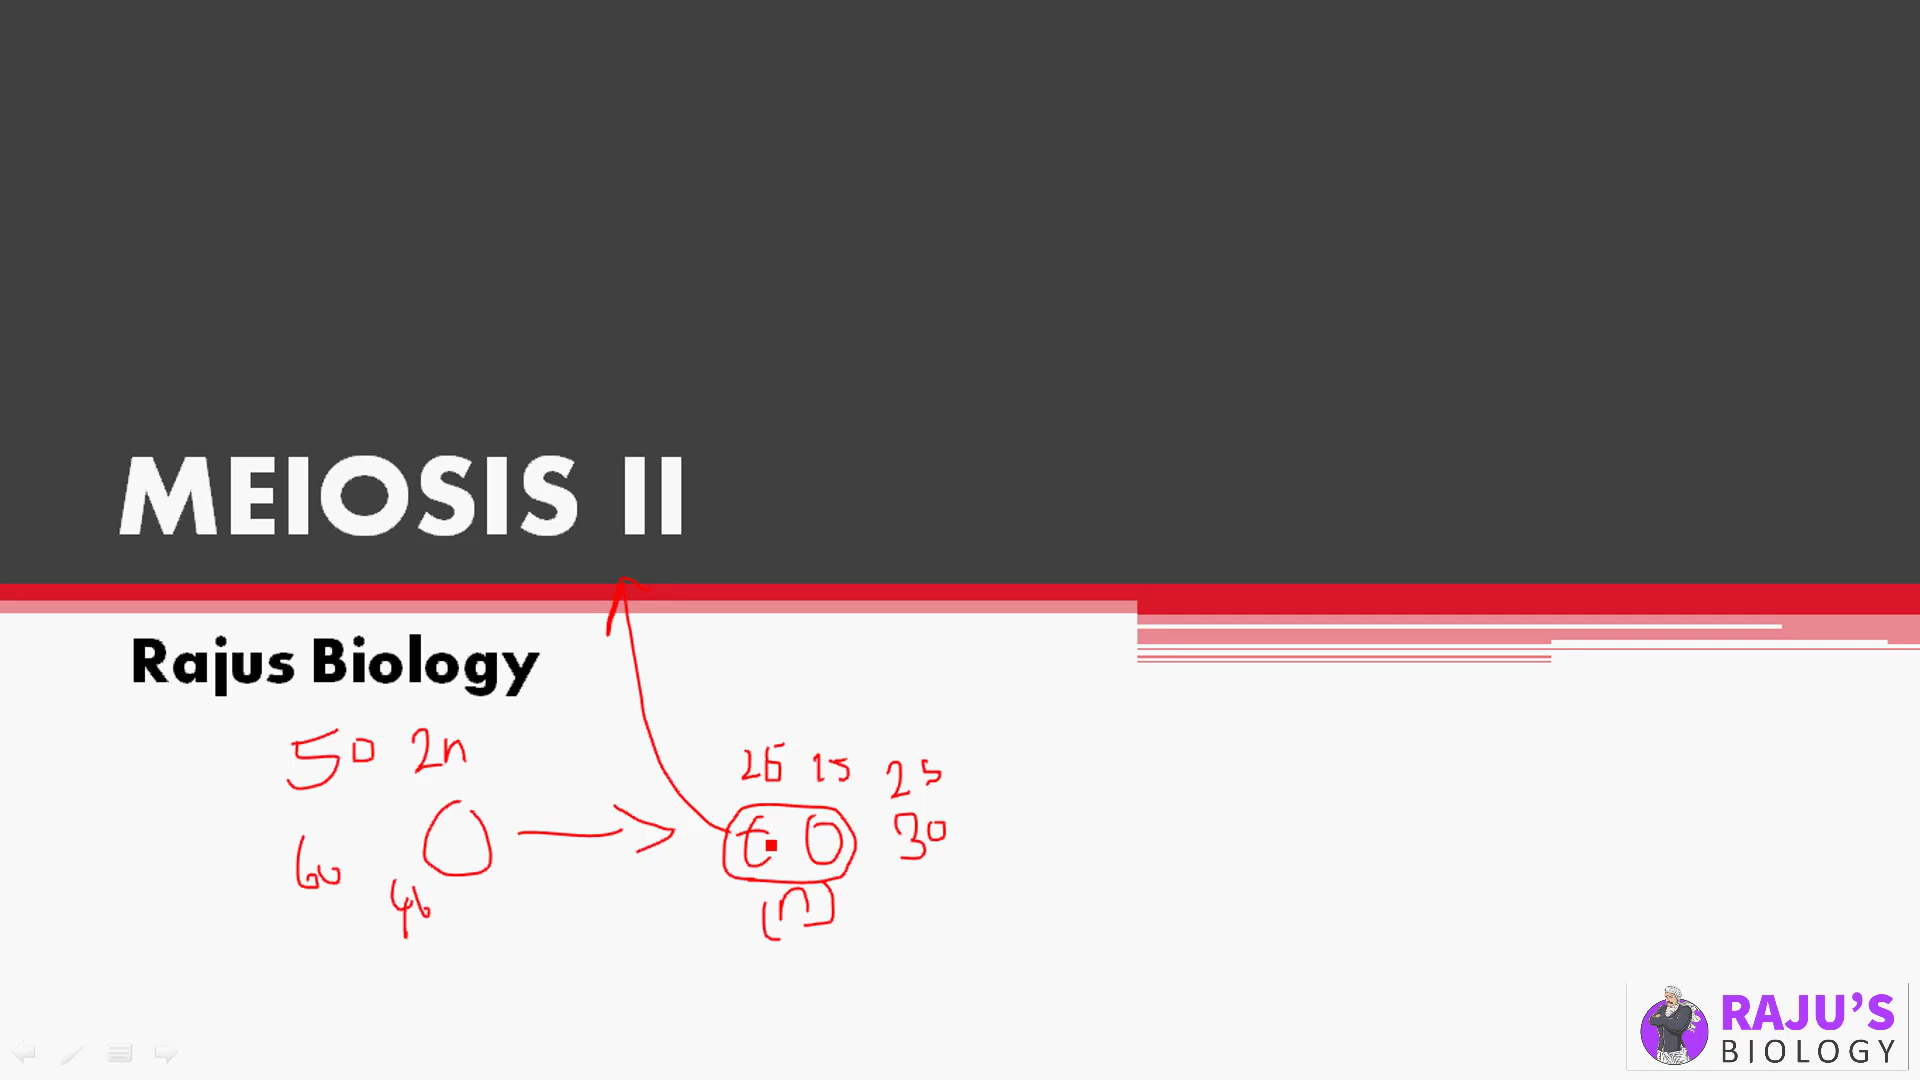 MEIOSIS II
Rajus Biology
50 2n
25 15 25
30
60
46
(n)
RAJU'S
BIOLOGY